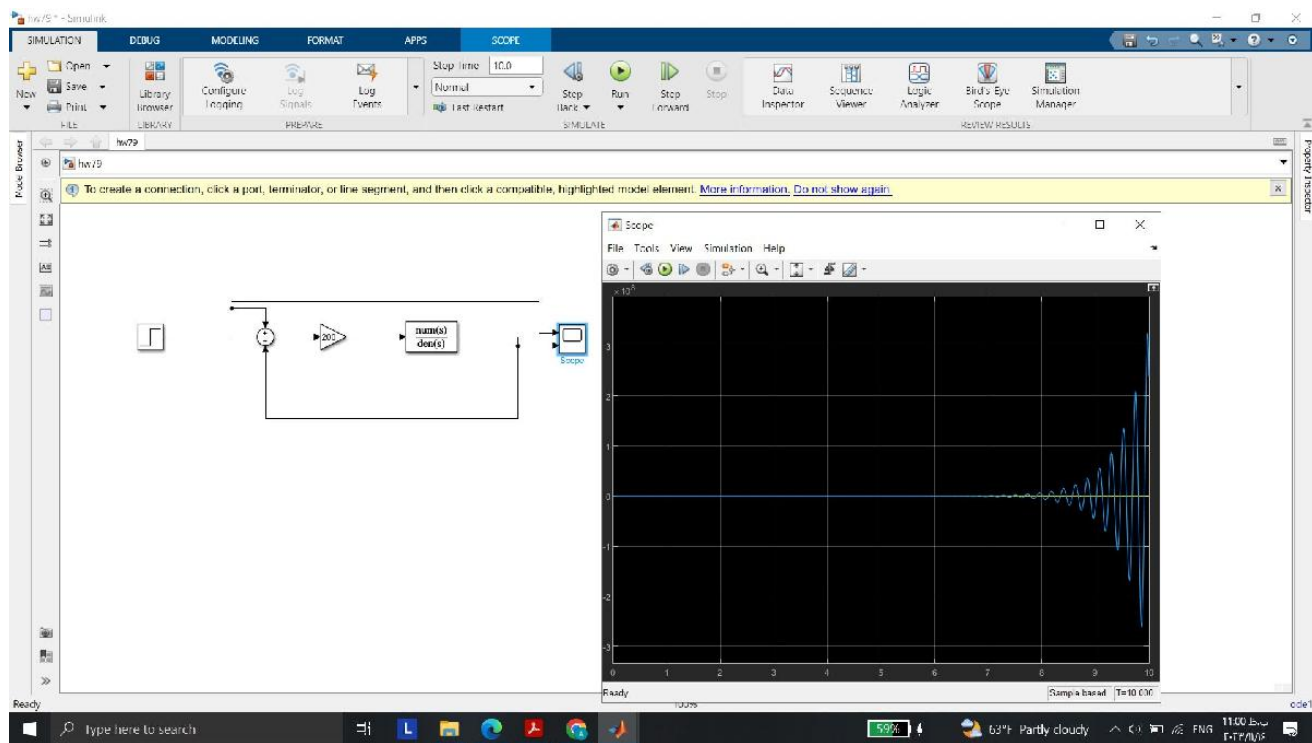 hw79 * - Simulink
SIMULATION DEBUG MODELING FORMAT APPS SCOPE
New
Open
Save
Print
FILE
Library
Browser
LIBRARY
Configure
Logging
Log
Signals
Log
Events
PREPARE
Stop Time 10.0
Normal
Fast Restart
Step
Back
Run
Step
Forward
Stop
SIMULATE
Data
Inspector
Sequence
Viewer
Logic
Analyzer
Bird's Eye
Scope
Simulation
Manager
REVIEW RESULTS
hw79
hw79
Model Browser
Property Inspector
To create a connection, click a port, terminator, or line segment, and then click a compatible, highlighted model element. More information. Do not show again.
200
num(s)
den(s)
Scope
Scope
File Tools View Simulation Help
3
2
1
0
-1
-2
-3
0 1 2 3 4 5 6 7 8 9 10
Ready
Sample based T=10.000
Ready
100%
Type here to search
59%
63°F Partly cloudy
ENG
11:00